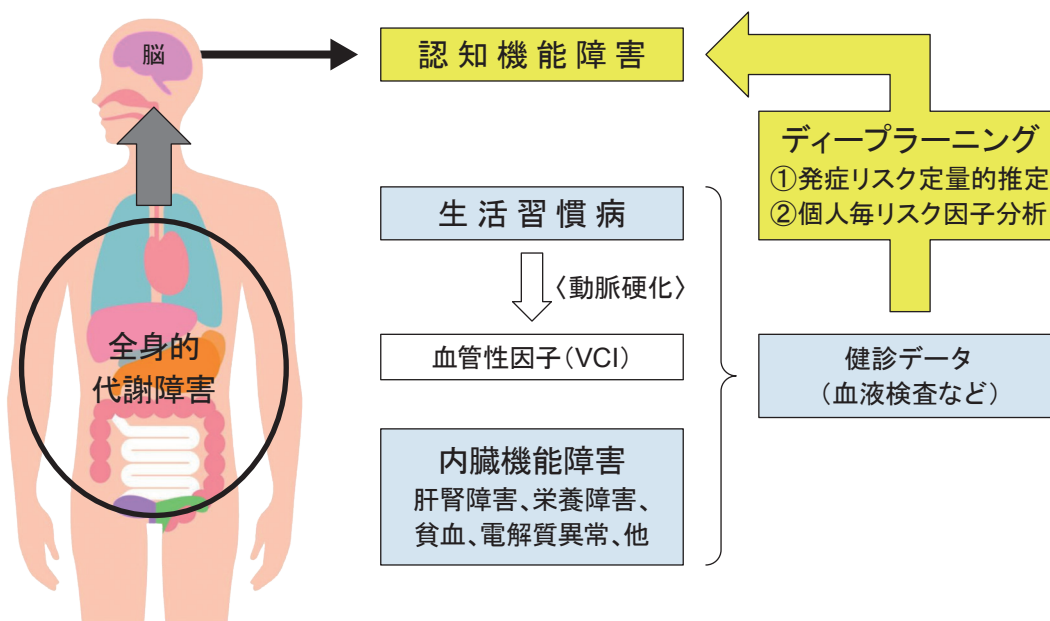 脳
認知機能障害
ディープラーニング
①発症リスク定量的推定
②個人毎リスク因子分析
生活習慣病
〈動脈硬化〉
血管性因子(VCI)
全身的
代謝障害
健診データ
(血液検査など)
内臓機能障害
肝腎障害、栄養障害、
貧血、電解質異常、他